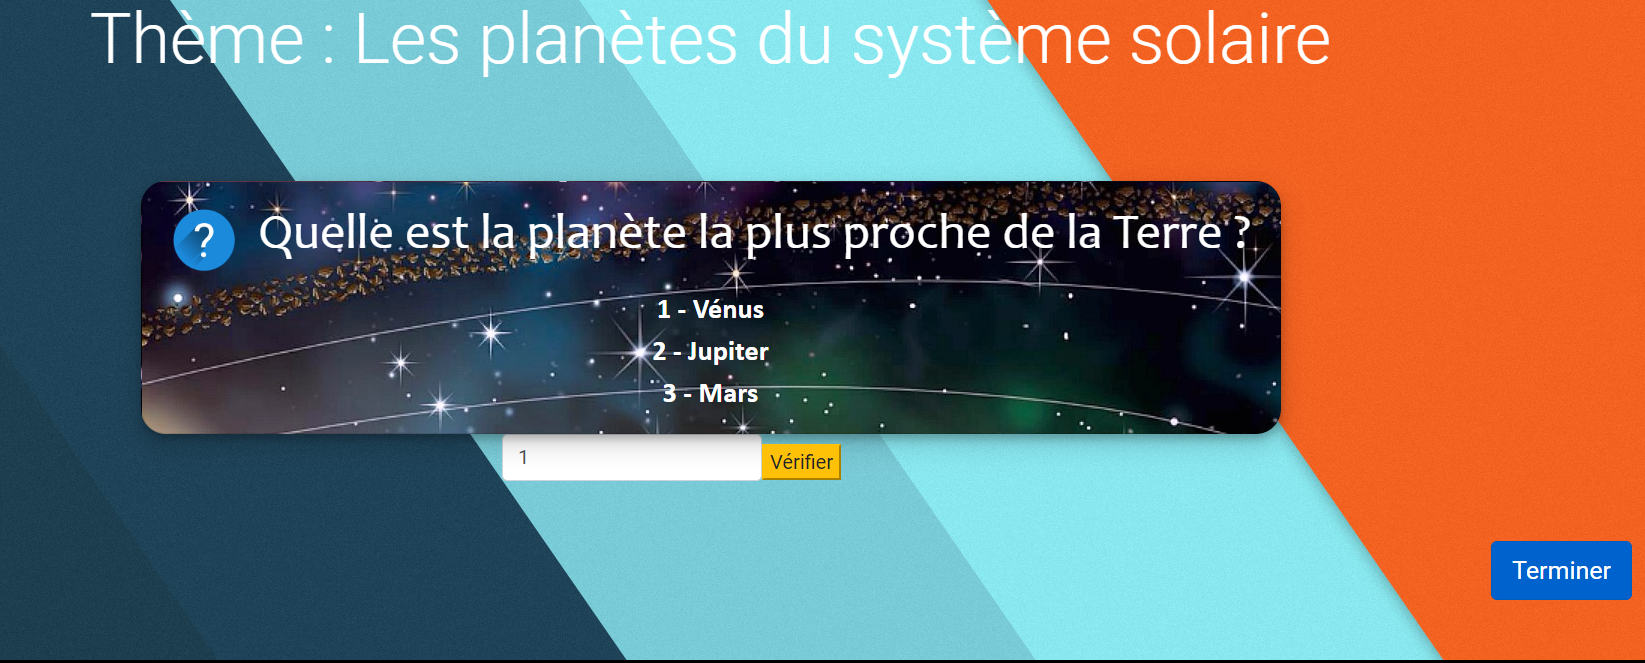 Thème : Les planètes du système solaire
? Quelle est la planète la plus proche de la Terre ?
1 - Vénus
2 - Jupiter
3 - Mars
1 Vérifier
Terminer